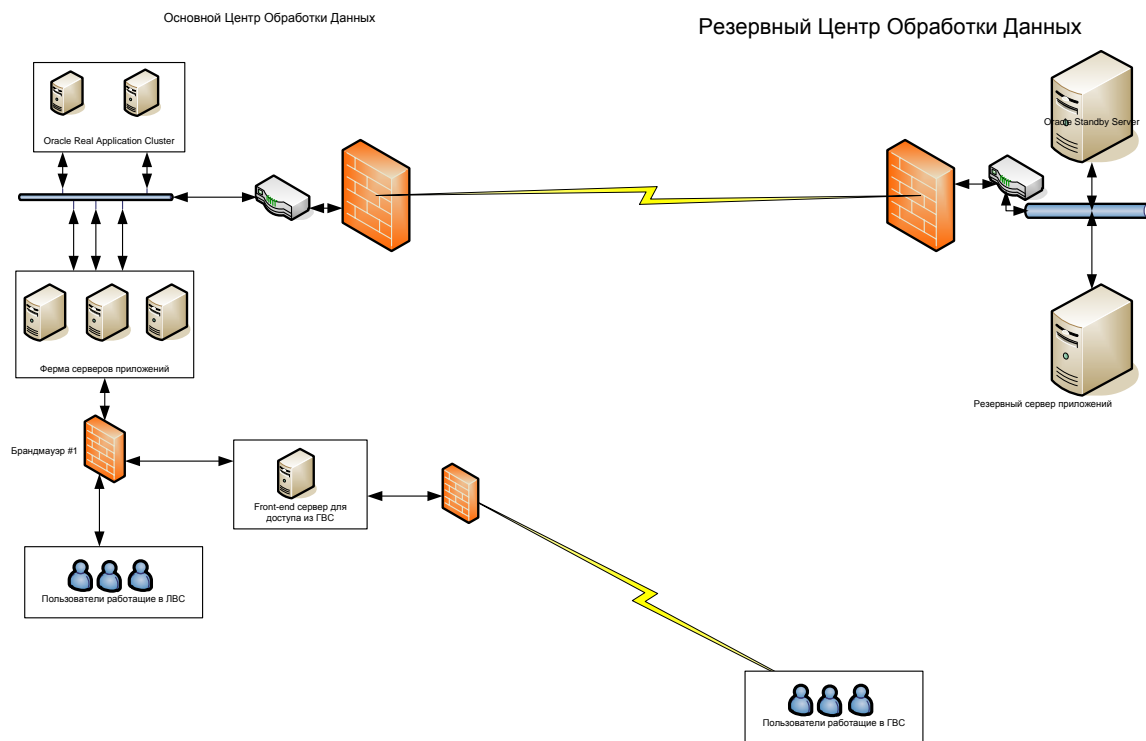 Основной Центр Обработки Данных
Резервный Центр Обработки Данных
Oracle Real Application Cluster
Oracle Standby Server
Ферма серверов приложений
Резервный сервер приложений
Брандмауэр #1
Front-end сервер для
доступа из ГВС
Пользователи работащие в ЛВС
Пользователи работащие в ГВС